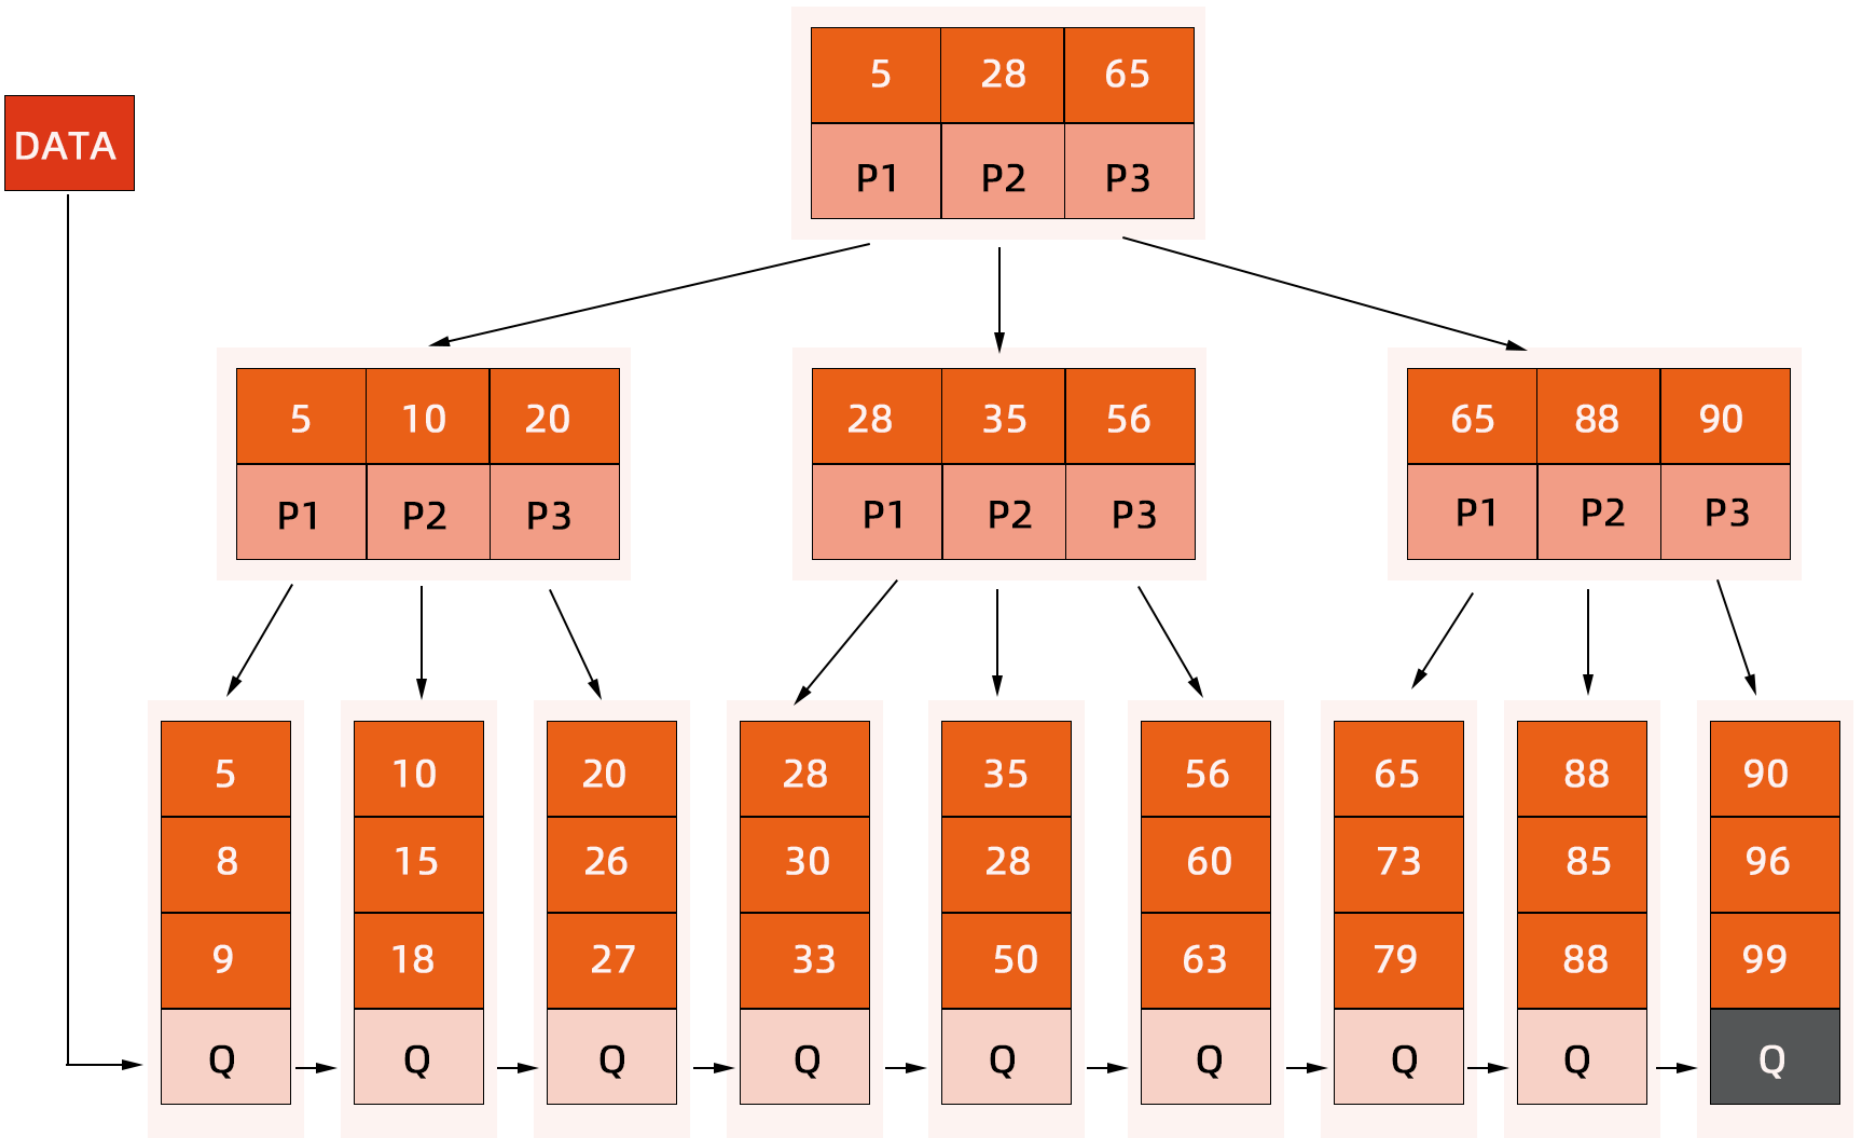 5 28 65
DATA
P1 P2 P3
5 10 20 28 35 56 65 88 90
P1 P2 P3 P1 P2 P3 P1 P2 P3
5 10 20 28 35 56 65 88 90
8 15 26 30 28 60 73 85 96
9 18 27 33 50 63 79 88 99
Q Q Q Q Q Q Q Q Q